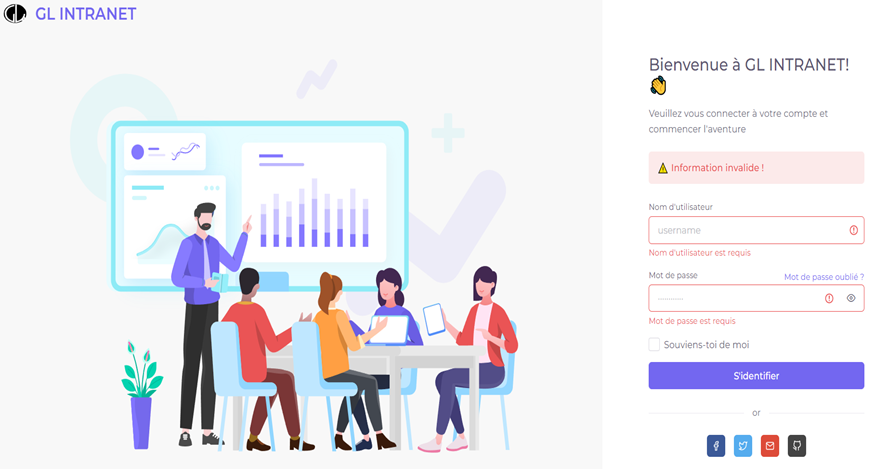 GL INTRANET
Bienvenue à GL INTRANET!
Veuillez vous connecter à votre compte et
commencer l'aventure
Information invalide !
Nom d'utilisateur
username
Nom d'utilisateur est requis
Mot de passe
Mot de passe oublié ?
············
Mot de passe est requis
Souviens-toi de moi
S'identifier
or